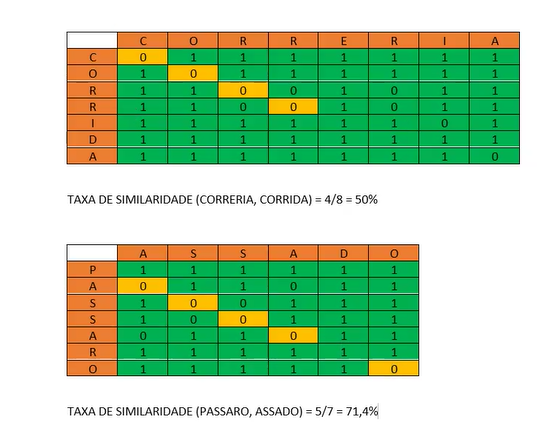 C O R R E R I A
C 0 1 1 1 1 1 1 1
O 1 0 1 1 1 1 1 1
R 1 1 0 0 1 0 1 1
R 1 1 0 0 1 0 1 1
I 1 1 1 1 1 1 0 1
D 1 1 1 1 1 1 1 1
A 1 1 1 1 1 1 1 0
TAXA DE SIMILARIDADE (CORRERIA, CORRIDA) = 4/8 = 50%
A S S A D O
P 1 1 1 1 1 1
A 0 1 1 0 1 1
S 1 0 0 1 1 1
S 1 0 0 1 1 1
A 0 1 1 0 1 1
R 1 1 1 1 1 1
O 1 1 1 1 1 0
TAXA DE SIMILARIDADE (PASSARO, ASSADO) = 5/7 = 71,4%